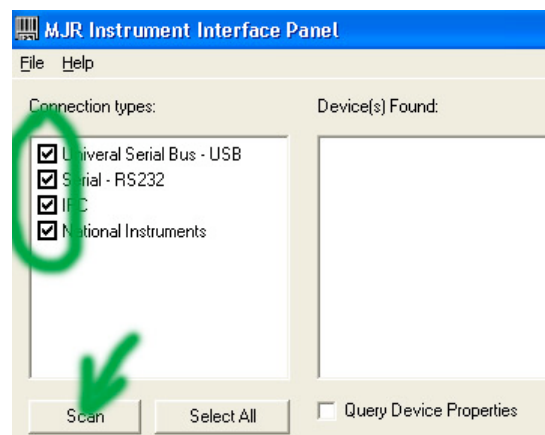 MJR Instrument Interface Panel
File Help
Connection types: Device(s) Found:
Univeral Serial Bus - USB
Serial - RS232
IPC
National Instruments
Scan Select All Query Device Properties